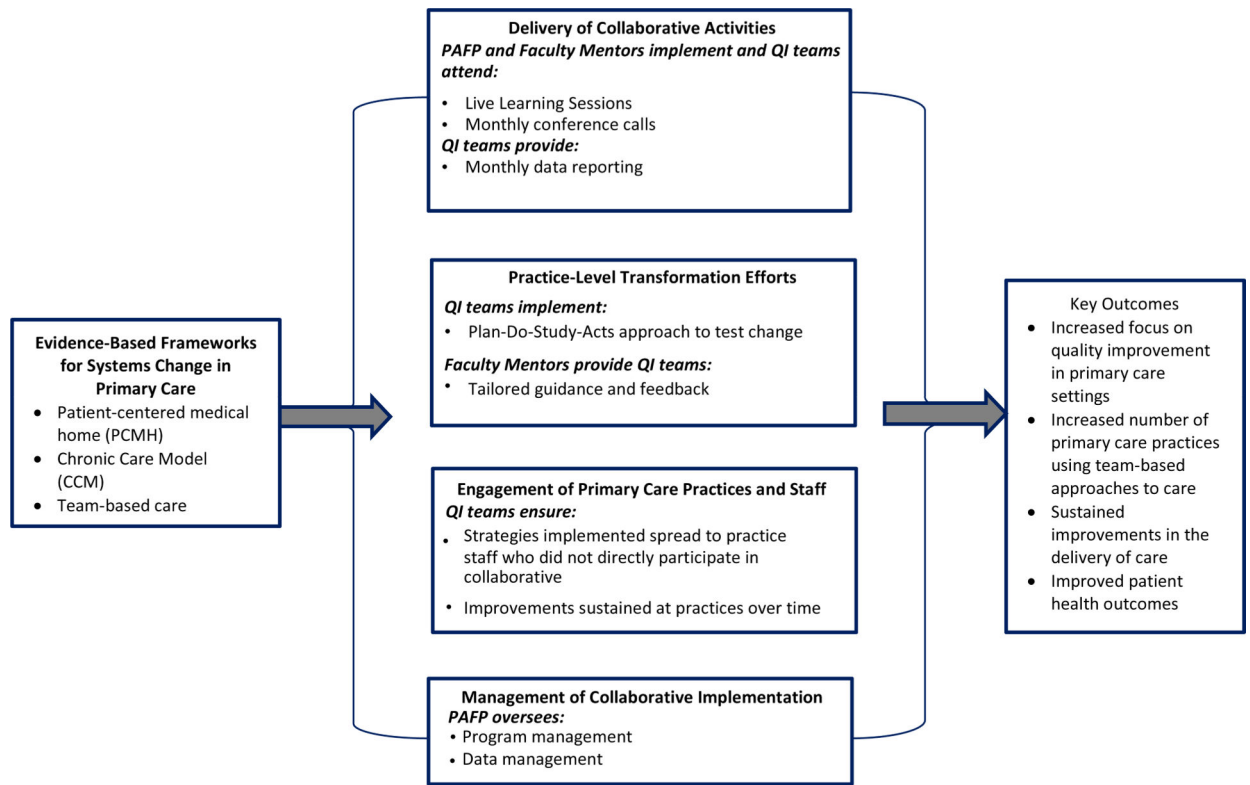 Delivery of Collaborative Activities
PAFP and Faculty Mentors implement and QI teams
attend:
• Live Learning Sessions
• Monthly conference calls
QI teams provide:
• Monthly data reporting
Evidence-Based Frameworks
for Systems Change in
Primary Care
• Patient-centered medical
home (PCMH)
• Chronic Care Model
(CCM)
• Team-based care
Practice-Level Transformation Efforts
QI teams implement:
• Plan-Do-Study-Acts approach to test change
Faculty Mentors provide QI teams:
• Tailored guidance and feedback
Engagement of Primary Care Practices and Staff
QI teams ensure:
• Strategies implemented spread to practice
staff who did not directly participate in
collaborative
• Improvements sustained at practices over time
Management of Collaborative Implementation
PAFP oversees:
• Program management
• Data management
Key Outcomes
• Increased focus on
quality improvement
in primary care
settings
• Increased number of
primary care practices
using team-based
approaches to care
• Sustained
improvements in the
delivery of care
• Improved patient
health outcomes